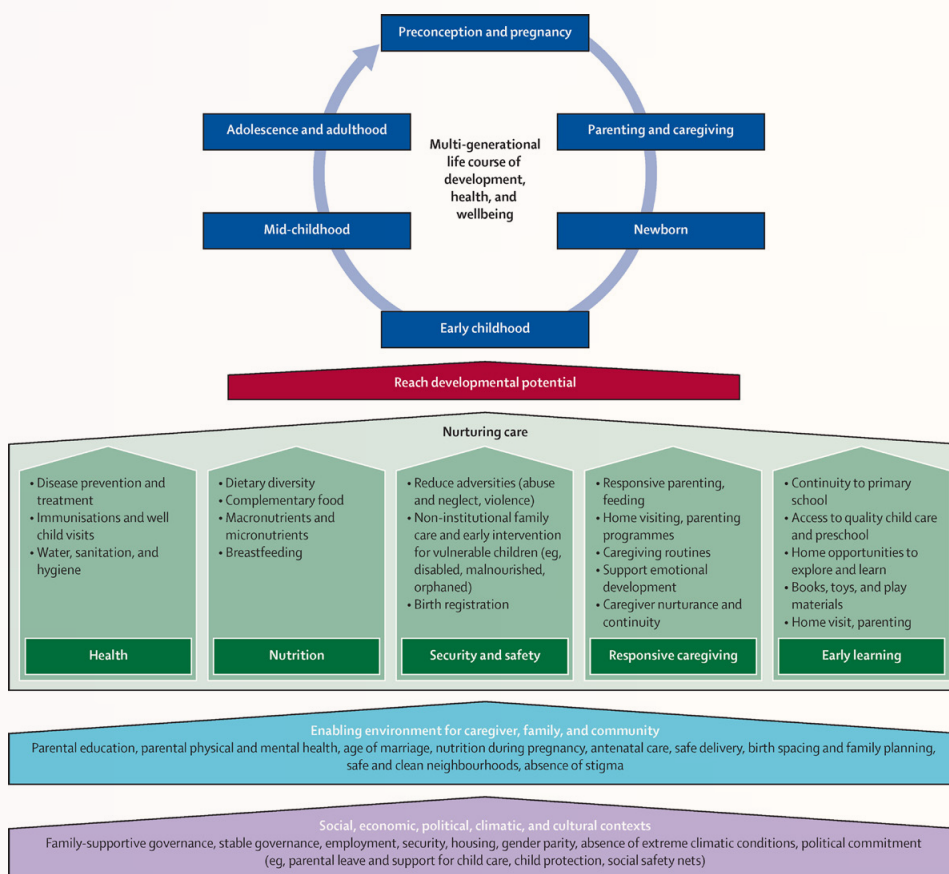 Preconception and pregnancy
Adolescence and adulthood
Parenting and caregiving
Multi-generational
life course of
development,
health, and
wellbeing
Mid-childhood
Newborn
Early childhood
Reach developmental potential
Nurturing care
• Disease prevention and
treatment
• Immunisations and well
child visits
• Water, sanitation, and
hygiene
Health
• Dietary diversity
• Complementary food
• Macronutrients and
micronutrients
• Breastfeeding
Nutrition
• Reduce adversities (abuse
and neglect, violence)
• Non-institutional family
care and early intervention
for vulnerable children (eg,
disabled, malnourished,
orphaned)
• Birth registration
Security and safety
• Responsive parenting,
feeding
• Home visiting, parenting
programmes
• Caregiving routines
• Support emotional
development
• Caregiver nurturance and
continuity
Responsive caregiving
• Continuity to primary
school
• Access to quality child care
and preschool
• Home opportunities to
explore and learn
• Books, toys, and play
materials
• Home visit, parenting
Early learning
Enabling environment for caregiver, family, and community
Parental education, parental physical and mental health, age of marriage, nutrition during pregnancy, antenatal care, safe delivery, birth spacing and family planning,
safe and clean neighbourhoods, absence of stigma
Social, economic, political, climatic, and cultural contexts
Family-supportive governance, stable governance, employment, security, housing, gender parity, absence of extreme climatic conditions, political commitment
(eg, parental leave and support for child care, child protection, social safety nets)